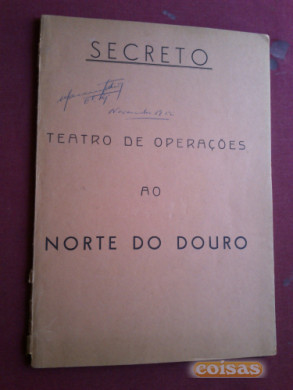 SECRETO
TEATRO DE OPERAÇÕES
AO
NORTE DO DOURO
coisas